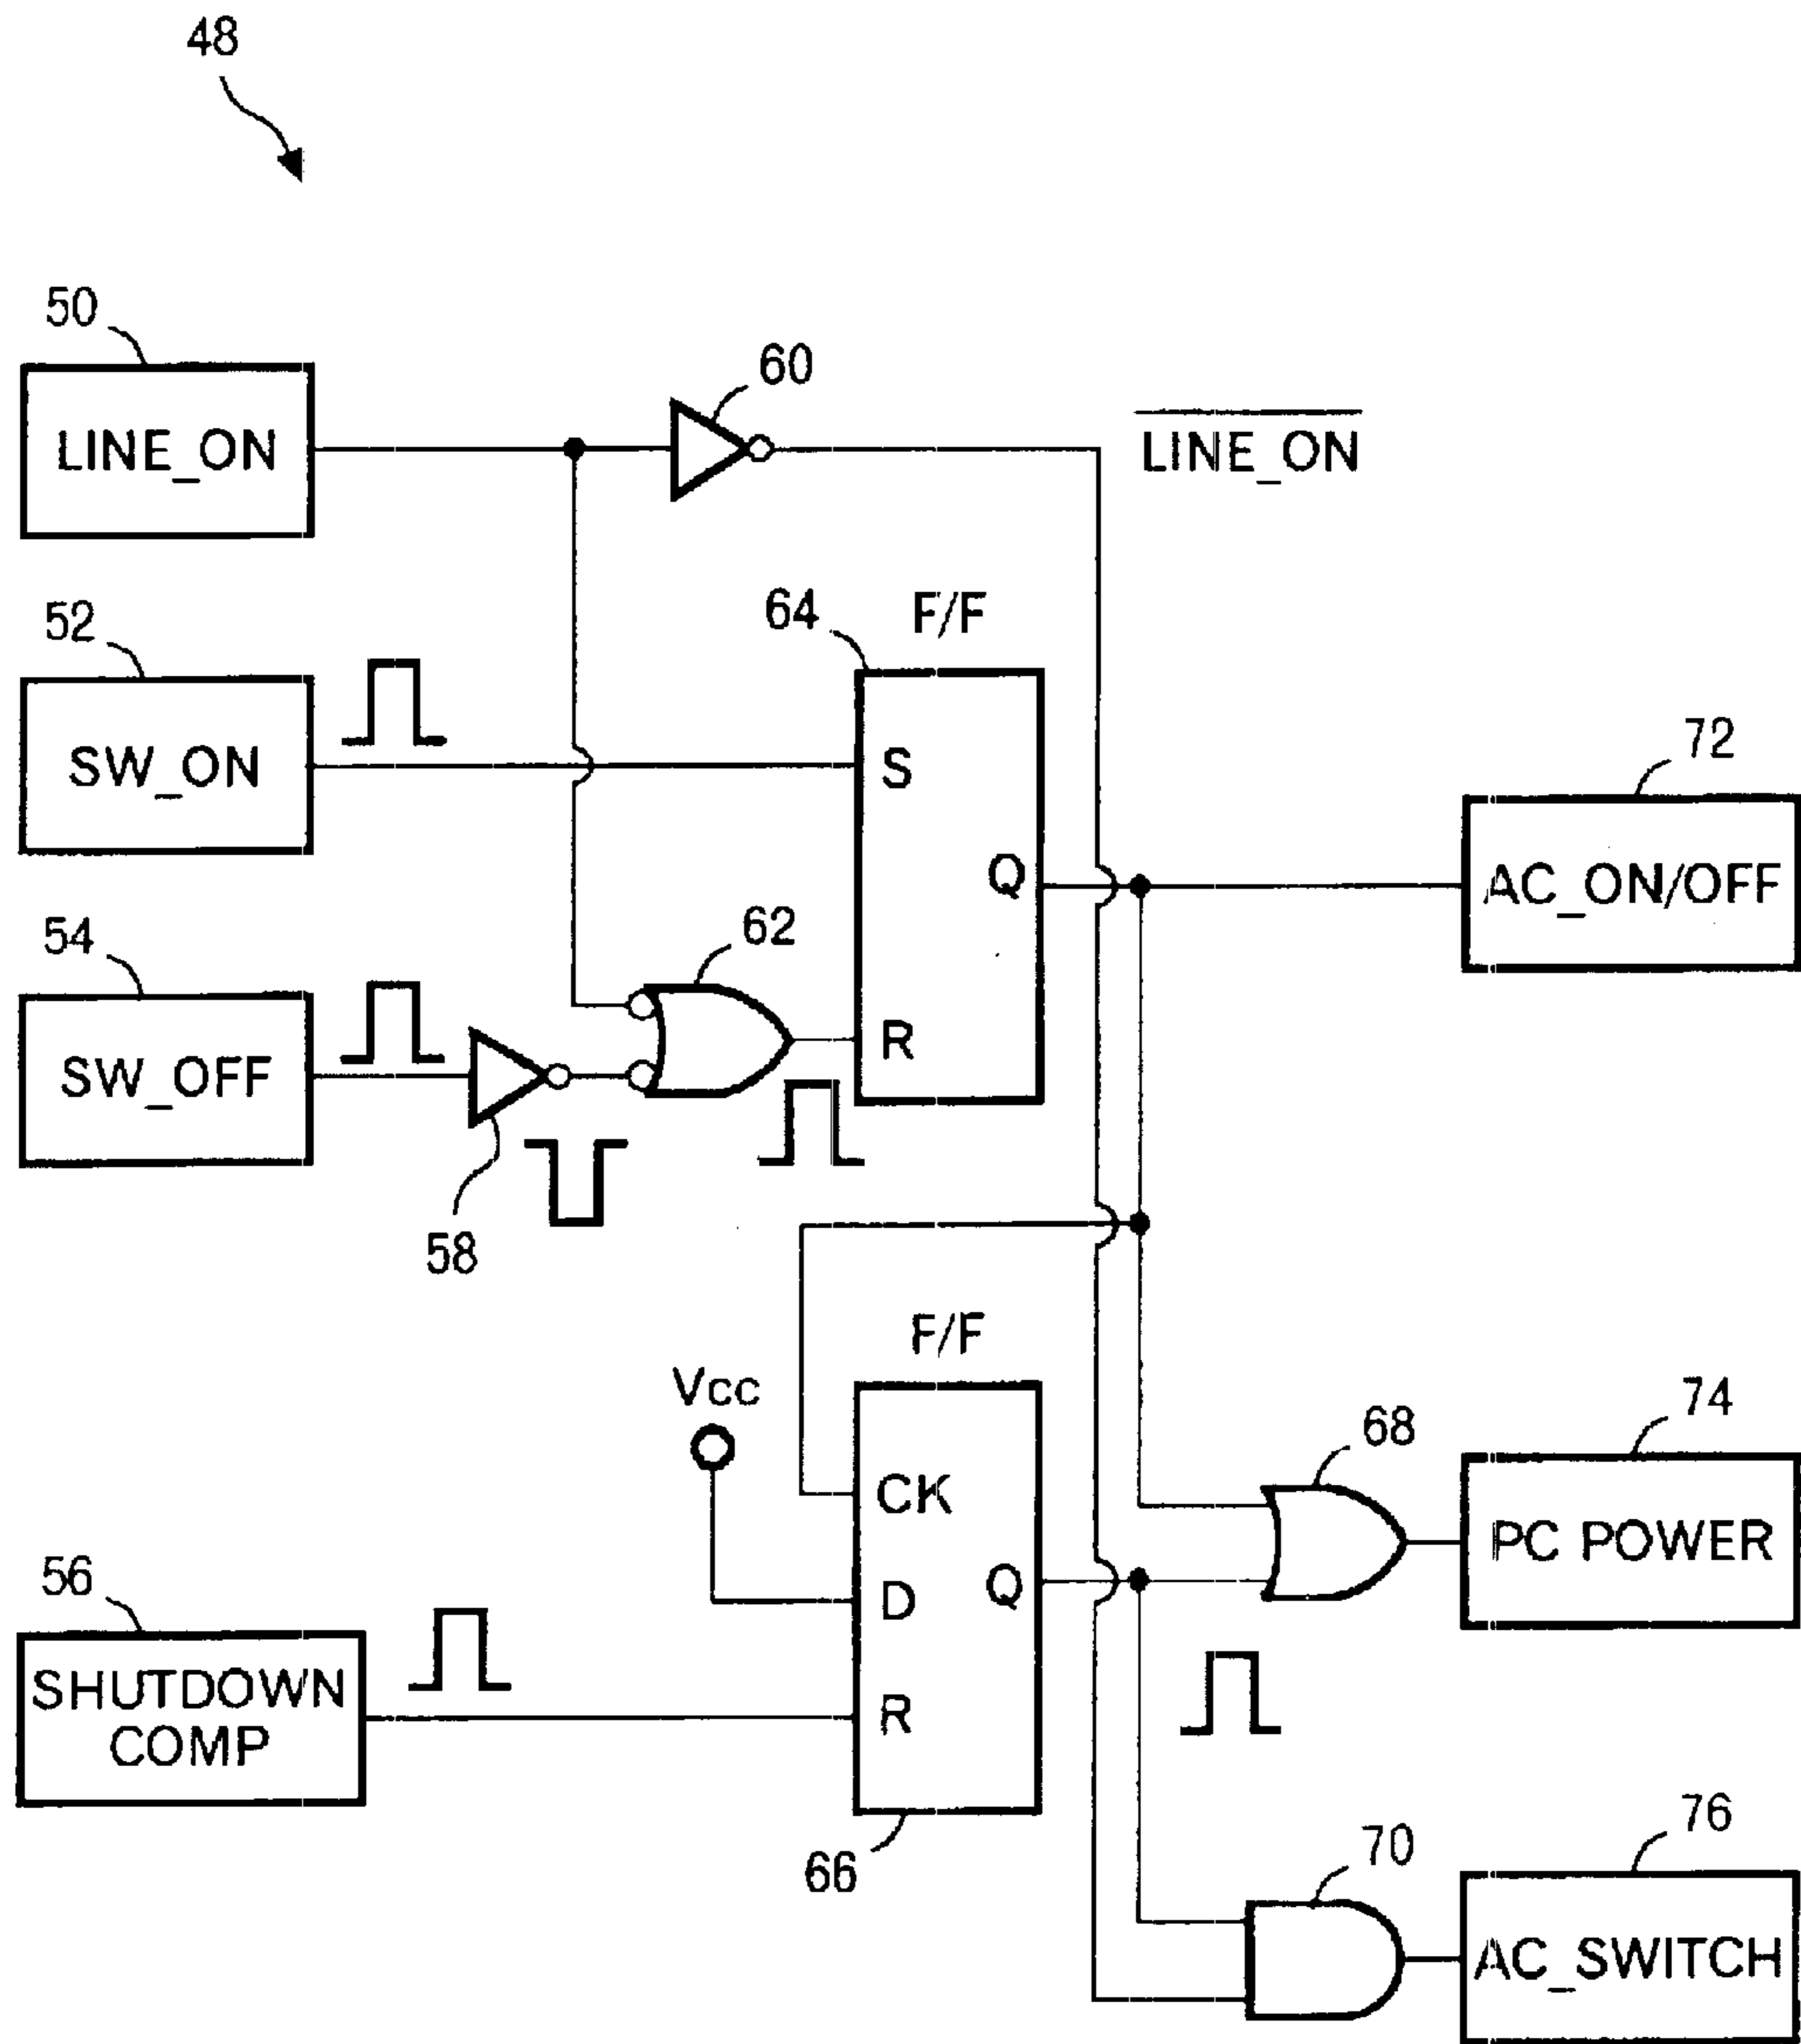 48
50
LINE_ON
60
LINE_ON
52
SW_ON
64
F/F
S
Q
R
72
AC_ON/OFF
54
SW_OFF
62
58
F/F
Vcc
CK
D
Q
R
68
74
PC POWER
56
SHUTDOWN
COMP
66
70
76
AC_SWITCH